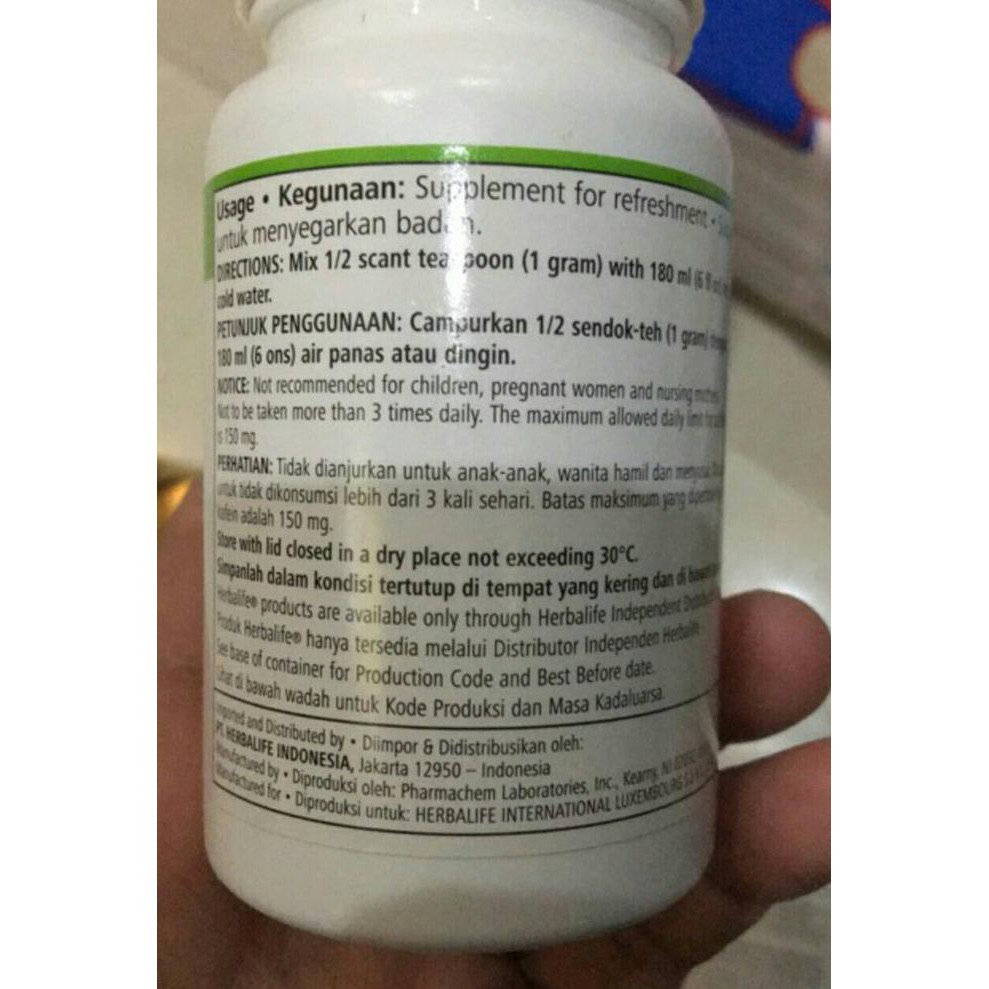 Usage • Kegunaan: Supplement for refreshment •
untuk menyegarkan badan.
DIRECTIONS: Mix 1/2 scant teaspoon (1 gram) with 180 ml (6 fl
cold water.
PETUNJUK PENGGUNAAN: Campurkan 1/2 sendok-teh (1 gram)
180 ml (6 ons) air panas atau dingin.
NOTICE: Not recommended for children, pregnant women and nursing
Not to be taken more than 3 times daily. The maximum allowed daily limit
is 150 mg.
PERHATIAN: Tidak dianjurkan untuk anak-anak, wanita hamil dan menyusui.
untuk tidak dikonsumsi lebih dari 3 kali sehari. Batas maksimum yang
kafein adalah 150 mg.
Store with lid closed in a dry place not exceeding 30°C.
Simpanlah dalam kondisi tertutup di tempat yang kering dan di bawah
Herbalife® products are available only through Herbalife Independent
Produk Herbalife® hanya tersedia melalui Distributor Independen Herbalife.
See base of container for Production Code and Best Before date.
Lihat di bawah wadah untuk Kode Produksi dan Masa Kadaluarsa.
Imported and Distributed by • Diimpor & Didistribusikan oleh:
PT. HERBALIFE INDONESIA, Jakarta 12950 – Indonesia
Manufactured by • Diproduksi oleh: Pharmachem Laboratories, Inc., Kearny, NJ
Manufactured for • Diproduksi untuk: HERBALIFE INTERNATIONAL LUXEMBOURG